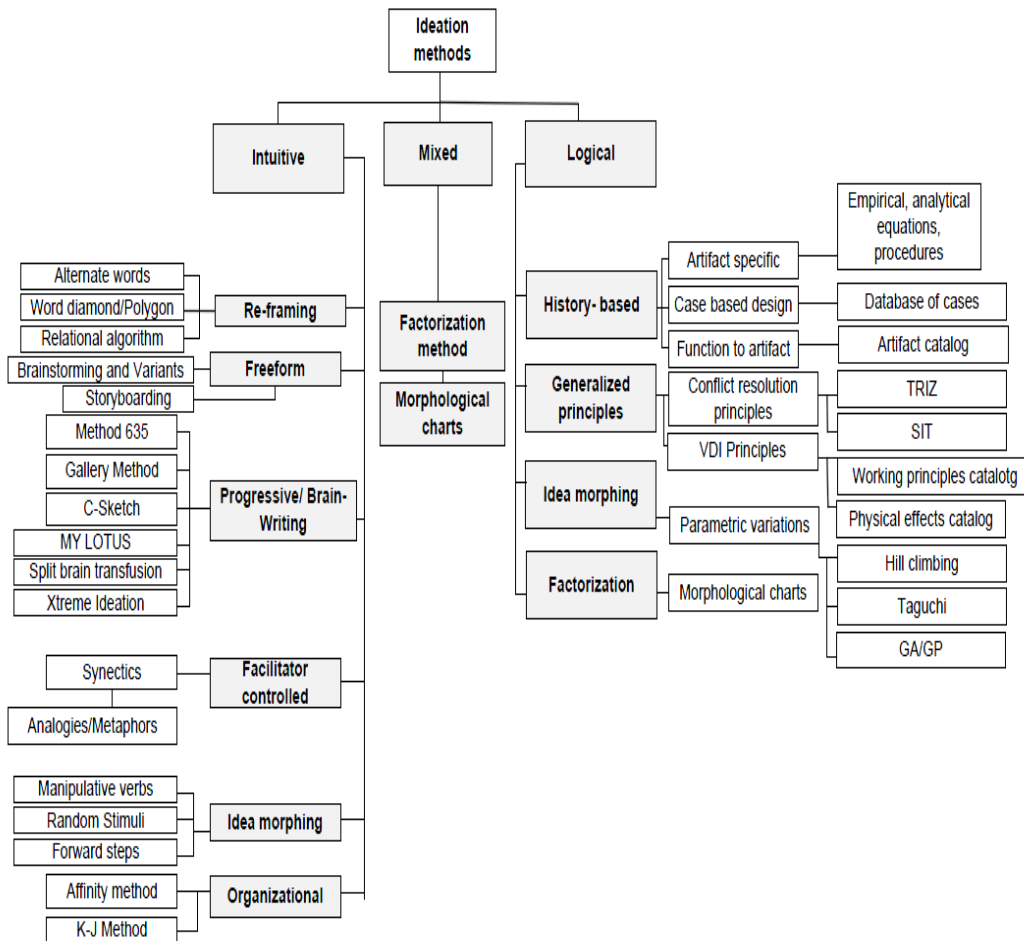 Ideation
methods
Intuitive
Mixed
Logical
Alternate words
Word diamond/Polygon
Relational algorithm
Re-framing
Brainstorming and Variants
Freeform
Storyboarding
Method 635
Gallery Method
C-Sketch
MY LOTUS
Split brain transfusion
Xtreme Ideation
Progressive/ Brain-
Writing
Synectics
Analogies/Metaphors
Facilitator
controlled
Manipulative verbs
Random Stimuli
Forward steps
Idea morphing
Affinity method
K-J Method
Organizational
Factorization
method
Morphological
charts
History- based
Artifact specific
Empirical, analytical
equations,
procedures
Case based design
Database of cases
Function to artifact
Artifact catalog
Generalized
principles
Conflict resolution
principles
TRIZ
SIT
VDI Principles
Working principles catalotg
Physical effects catalog
Idea morphing
Parametric variations
Hill climbing
Taguchi
GA/GP
Factorization
Morphological charts